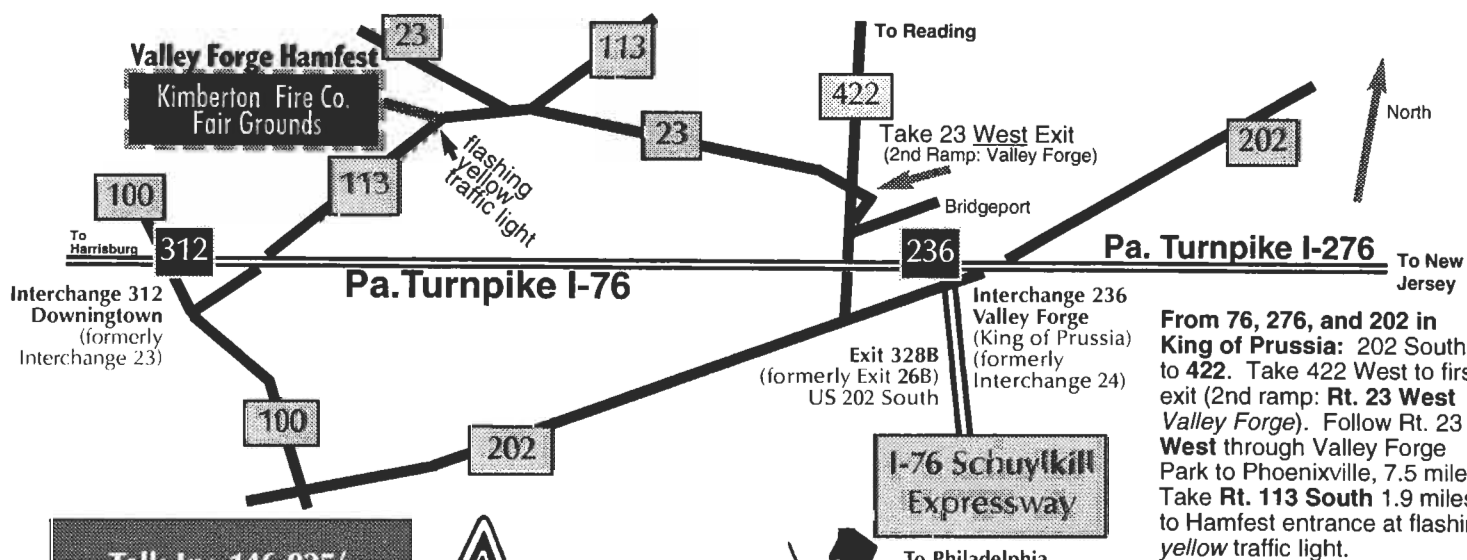 Valley Forge Hamfest
Kimberton Fire Co.
Fair Grounds
23
113
To Reading
422
Take 23 West Exit
(2nd Ramp: Valley Forge)
202
North
23
113
flashing
yellow
traffic light
100
Bridgeport
To
Harrisburg
312
236
Pa. Turnpike I-276
Pa.Turnpike I-76
To New
Jersey
Interchange 312
Downingtown
(formerly
Interchange 23)
Interchange 236
Valley Forge
(King of Prussia)
(formerly
Interchange 24)
Exit 328B
(formerly Exit 26B)
US 202 South
From 76, 276, and 202 in
King of Prussia: 202 South
to 422. Take 422 West to
exit (2nd ramp: Rt. 23 West
Valley Forge). Follow Rt. 23
West through Valley Forge
Park to Phoenixville, 7.5
Take Rt. 113 South 1.9 miles
to Hamfest entrance at
yellow traffic light.
100
202
I-76 Schuylkill
Expressway
To Philadelphia